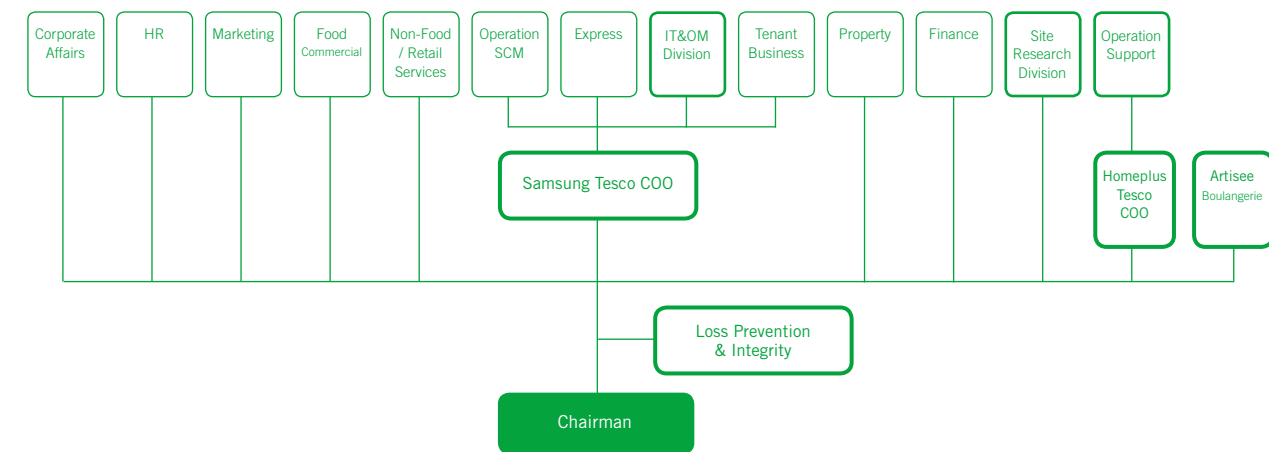 Corporate
Affairs
HR
Marketing
Food
Commercial
Non-Food
/ Retail
Services
Operation
SCM
Express
IT&OM
Division
Tenant
Business
Property
Finance
Site
Research
Division
Operation
Support
Samsung Tesco COO
Homeplus
Tesco
COO
Artisee
Boulangerie
Loss Prevention
& Integrity
Chairman